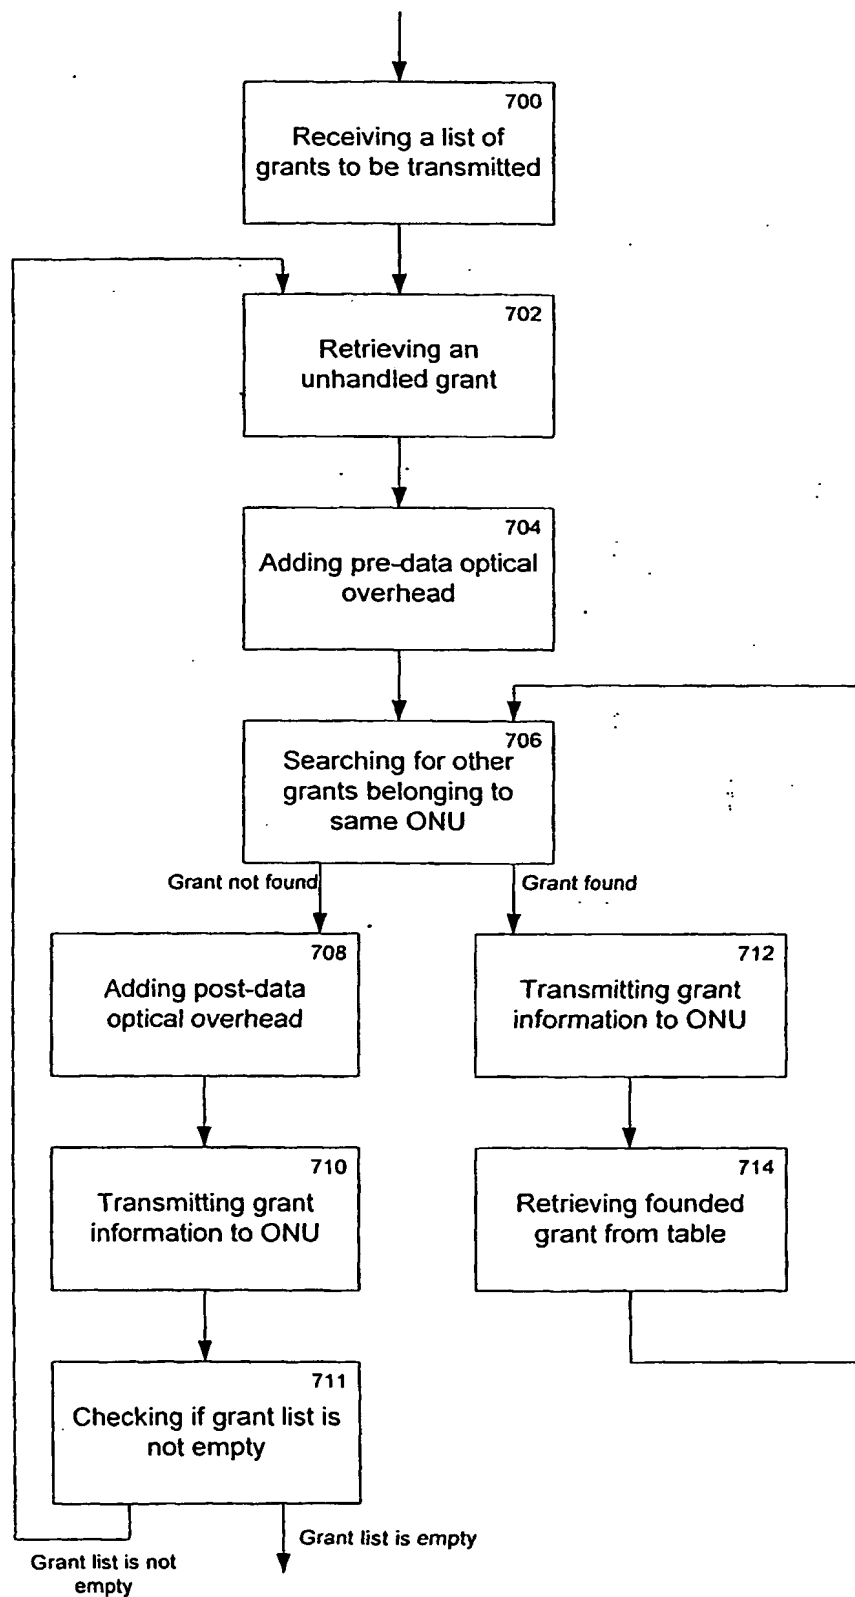 700
Receiving a list of
grants to be transmitted
702
Retrieving an
unhandled grant
704
Adding pre-data optical
overhead
706
Searching for other
grants belonging to
same ONU
Grant not found
Grant found
708
Adding post-data
optical overhead
712
Transmitting grant
information to ONU
710
Transmitting grant
information to ONU
714
Retrieving founded
grant from table
711
Checking if grant list is
not empty
Grant list is not
empty
Grant list is empty